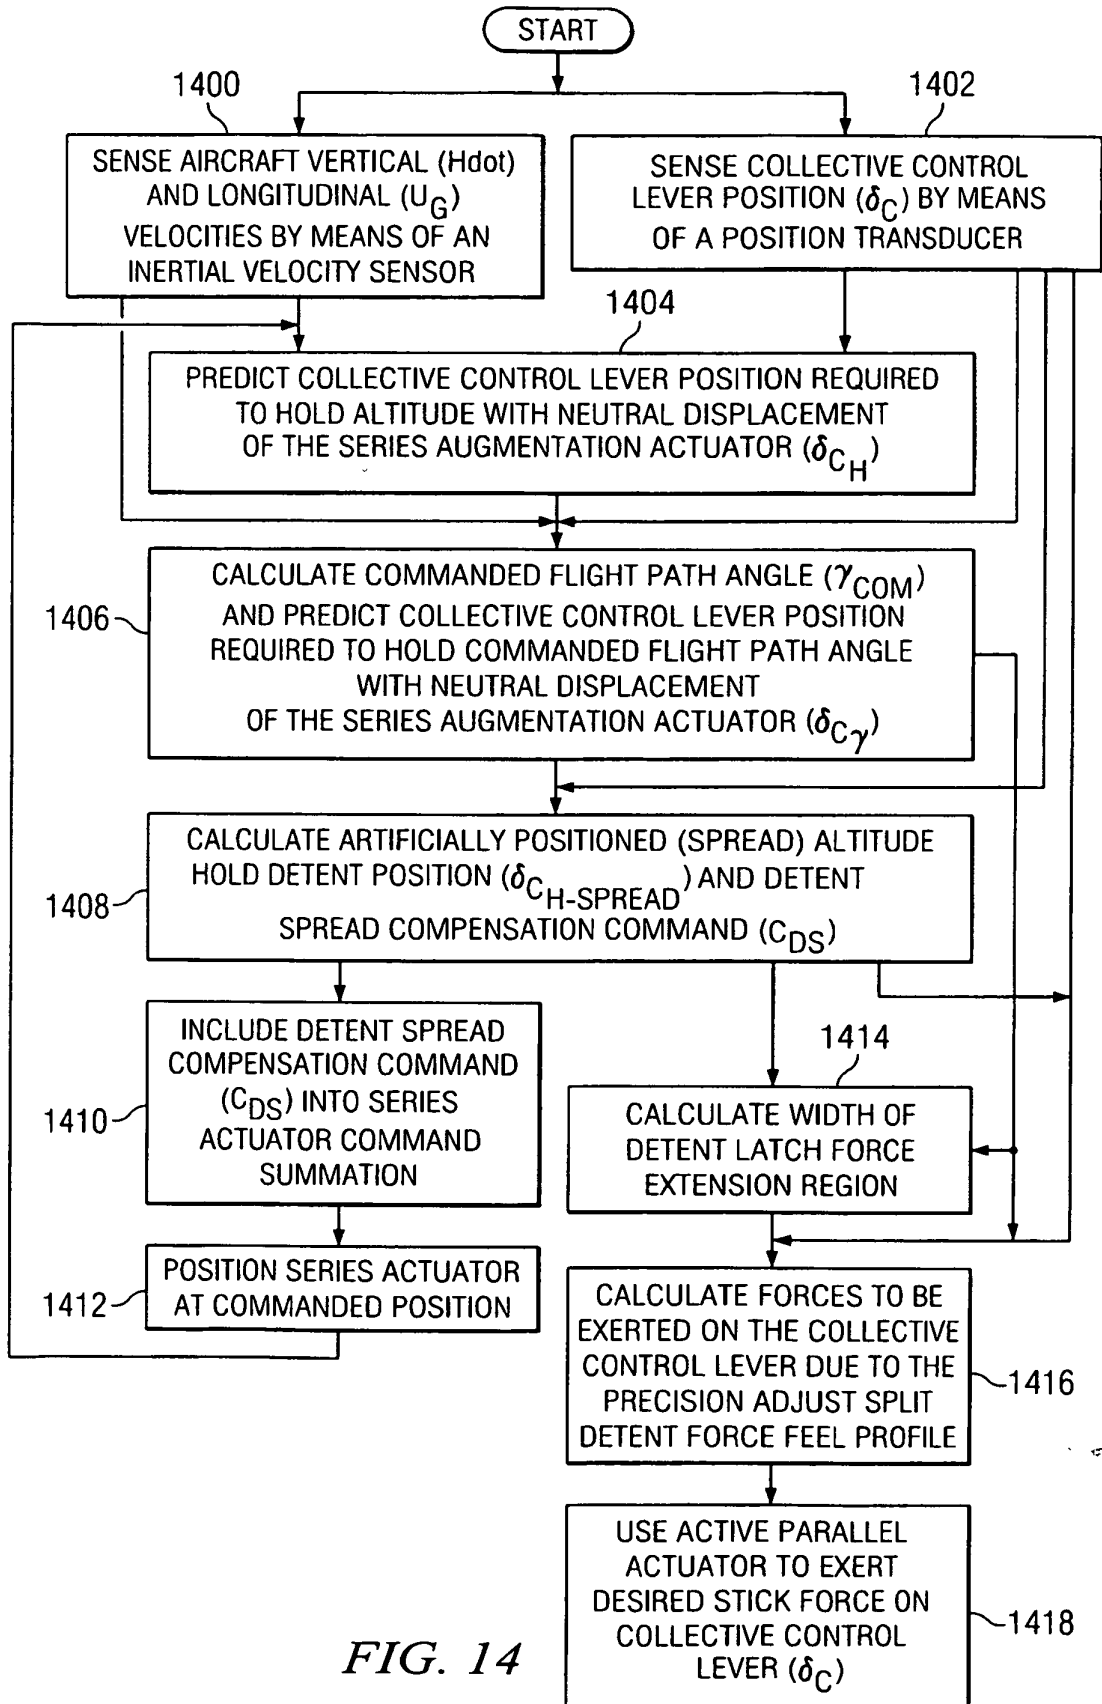 START
1400
1402
SENSE AIRCRAFT VERTICAL (Hdot)
AND LONGITUDINAL (U_G)
VELOCITIES BY MEANS OF AN
INERTIAL VELOCITY SENSOR
SENSE COLLECTIVE CONTROL
LEVER POSITION (δ_C) BY MEANS
OF A POSITION TRANSDUCER
1404
PREDICT COLLECTIVE CONTROL LEVER POSITION REQUIRED
TO HOLD ALTITUDE WITH NEUTRAL DISPLACEMENT
OF THE SERIES AUGMENTATION ACTUATOR (δ_C_H)
1406
CALCULATE COMMANDED FLIGHT PATH ANGLE (γ_COM)
AND PREDICT COLLECTIVE CONTROL LEVER POSITION
REQUIRED TO HOLD COMMANDED FLIGHT PATH ANGLE
WITH NEUTRAL DISPLACEMENT
OF THE SERIES AUGMENTATION ACTUATOR (δ_C_γ)
1408
CALCULATE ARTIFICIALLY POSITIONED (SPREAD) ALTITUDE
HOLD DETENT POSITION (δ_C_H-SPREAD) AND DETENT
SPREAD COMPENSATION COMMAND (C_DS)
1410
INCLUDE DETENT SPREAD
COMPENSATION COMMAND
(C_DS) INTO SERIES
ACTUATOR COMMAND
SUMMATION
1414
CALCULATE WIDTH OF
DETENT LATCH FORCE
EXTENSION REGION
1412
POSITION SERIES ACTUATOR
AT COMMANDED POSITION
CALCULATE FORCES TO BE
EXERTED ON THE COLLECTIVE
CONTROL LEVER DUE TO THE
PRECISION ADJUST SPLIT
DETENT FORCE FEEL PROFILE
1416
USE ACTIVE PARALLEL
ACTUATOR TO EXERT
DESIRED STICK FORCE ON
COLLECTIVE CONTROL
LEVER (δ_C)
1418
FIG. 14